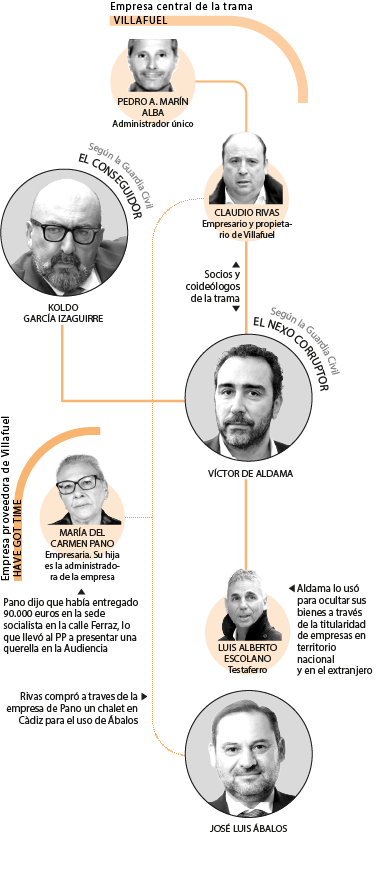 Empresa central de la trama
VILLAFUEL
PEDRO A. MARÍN
ALBA
Administrador único
Según la Guardia Civil
EL CONSEGUIDOR
CLAUDIO RIVAS
Empresario y propieta-
rio de Villafuel
KOLDO
GARCÍA IZAGUIRRE
Socios y
coideólogos
de la trama
Según la Guardia Civil
EL NEXO CORRUPTOR
VÍCTOR DE ALDAMA
Empresa proveedora de Villafuel
HAVE GOT TIME
MARÍA DEL
CARMEN PANO
Empresaria. Su hija
es la administrado-
ra de la empresa
Pano dijo que había entregado
90.000 euros en la sede
socialista en la calle Ferraz, lo
que llevó al PP a presentar una
querella en la Audiencia
Aldama lo usó
para ocultar sus
bienes a través
de la titularidad
de empresas en
territorio
nacional
y en el extranjero
LUIS ALBERTO
ESCOLANO
Testaferro
Rivas compró a traves de la
empresa de Pano un chalet en
Càdiz para el uso de Ábalos
JOSÉ LUIS ÁBALOS